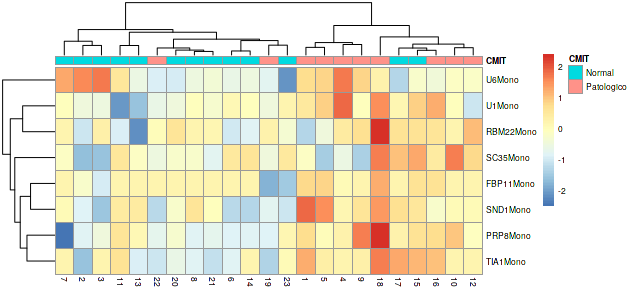 CMIT
CMIT
Normal
Patologico
U6Mono
U1Mono
RBM22Mono
SC35Mono
FBP11Mono
SND1Mono
PRP8Mono
TIA1Mono
2
1
0
-1
-2
7 2 3 11 13 22 20 8 21 6 14 19 23 1 5 4 9 18 17 15 16 10 12